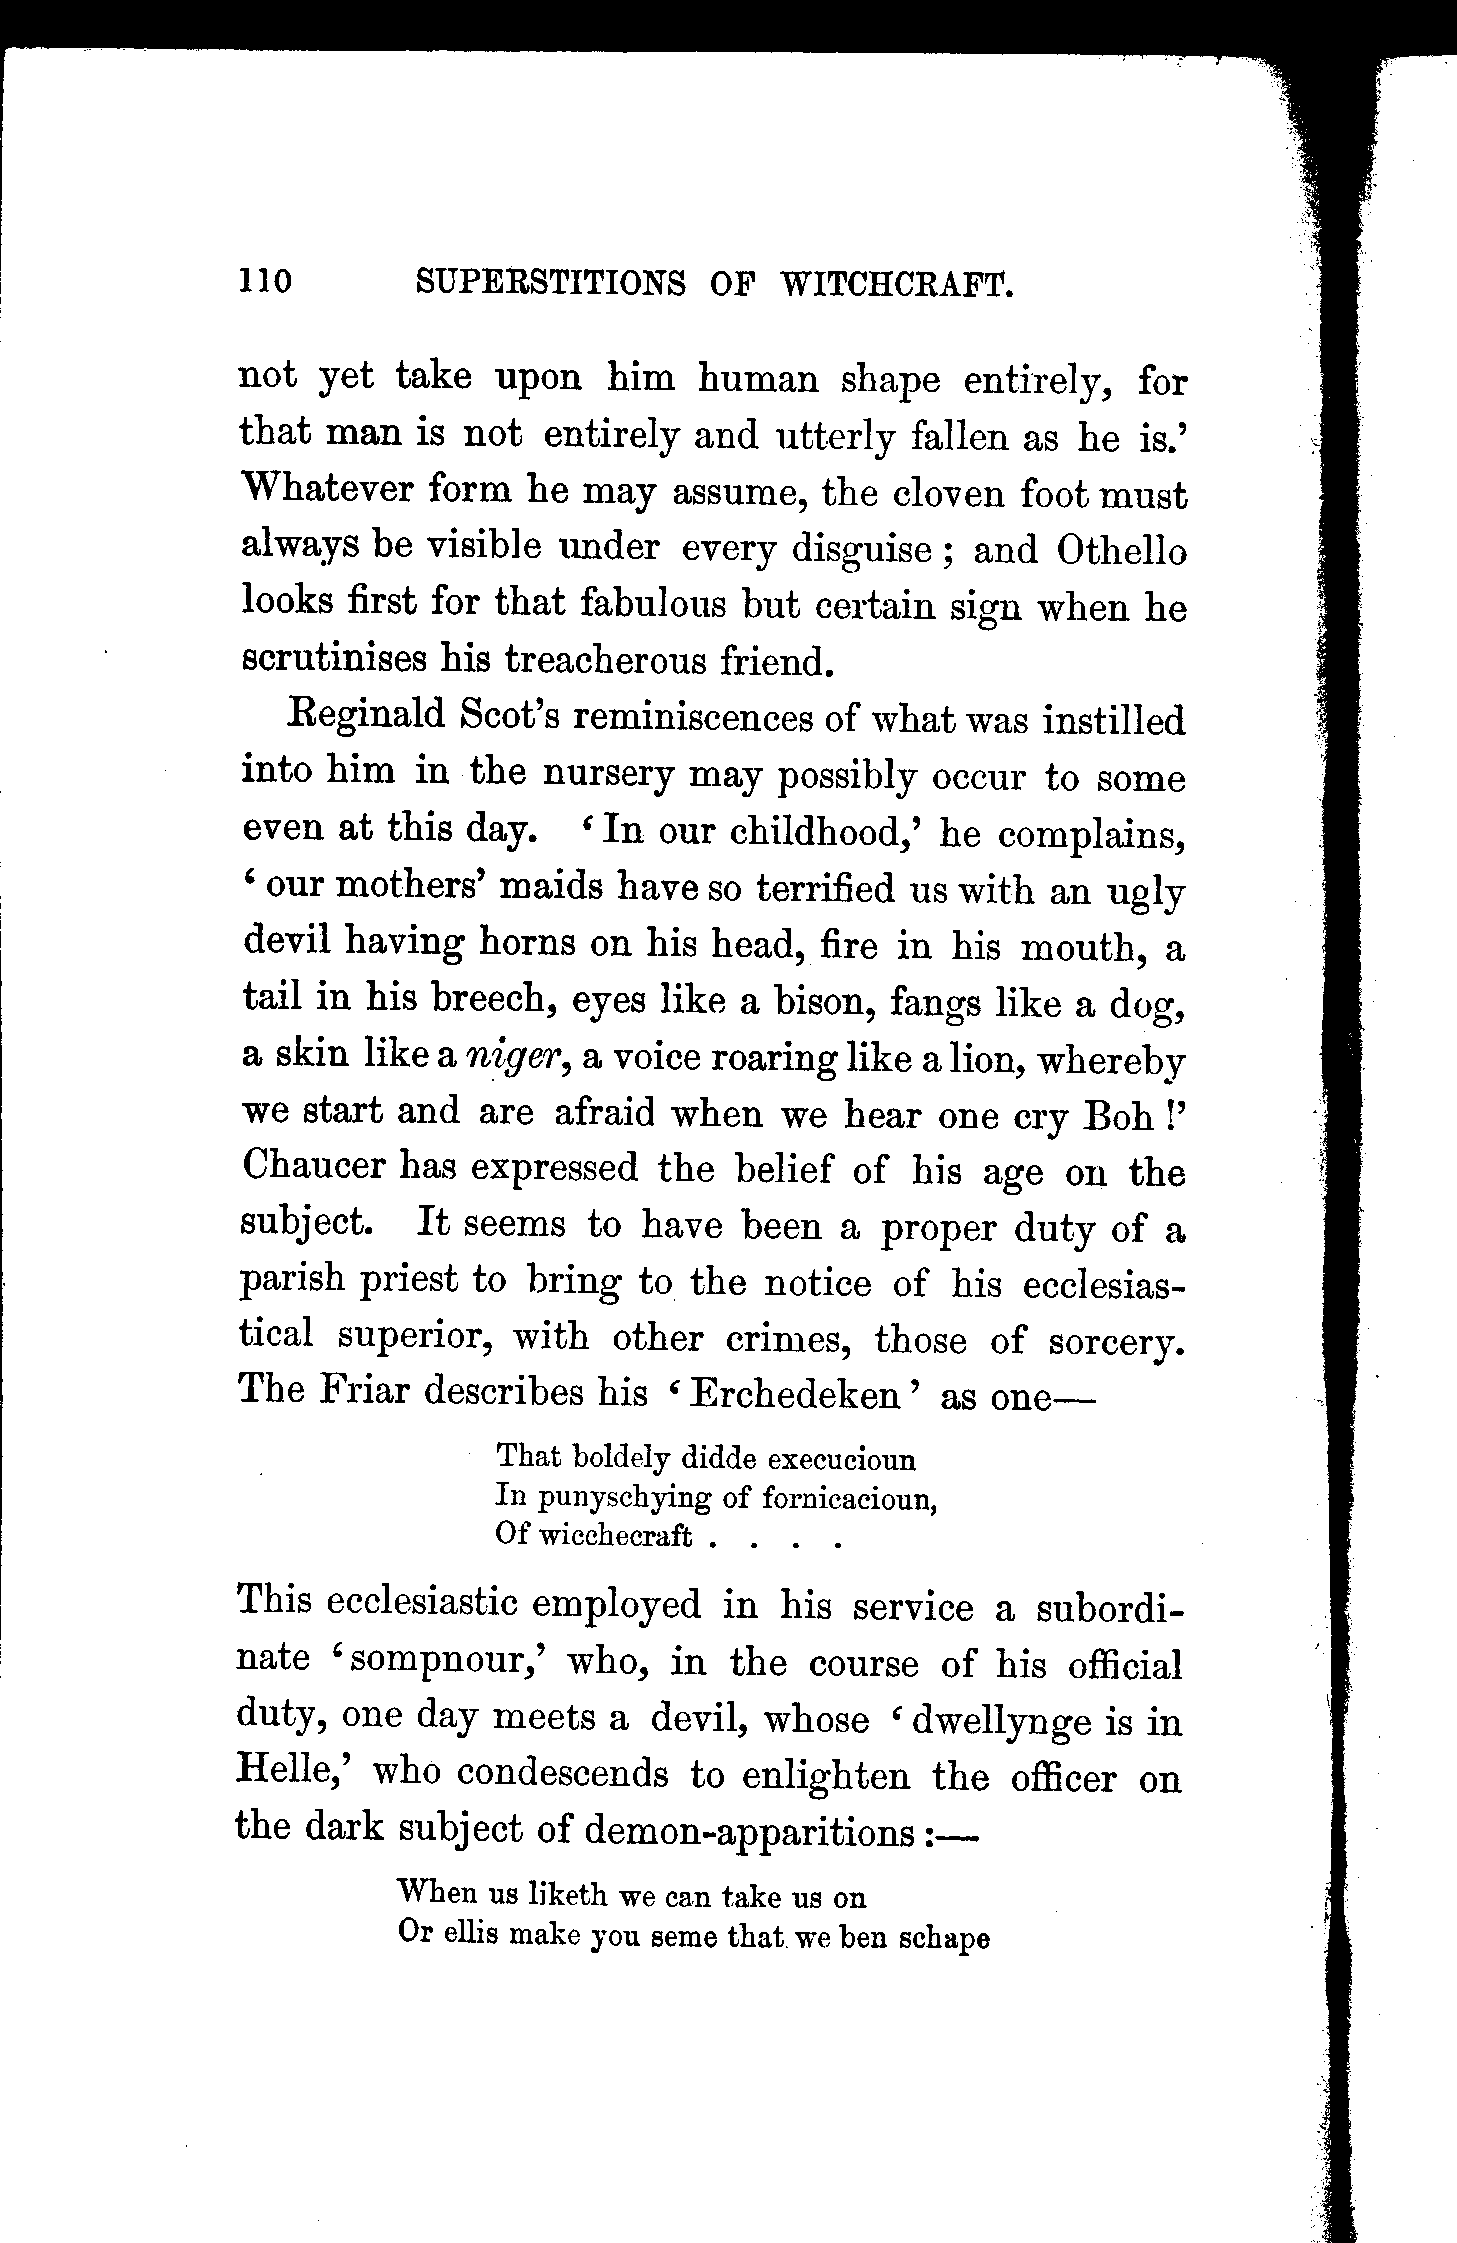 110 SUPERSTITIONS OF WITCHCRAFT.
not yet take upon him human shape entirely, for
that man is not entirely and utterly fallen as he is.’
Whatever form he may assume, the cloven foot must
always be visible under every disguise ; and Othello
looks first for that fabulous but certain sign when he
scrutinises his treacherous friend.
Reginald Scot’s reminiscences of what was instilled
into him in the nursery may possibly occur to some
even at this day. ‘ In our childhood,’ he complains,
‘ our mothers’ maids have so terrified us with an ugly
devil having horns on his head, fire in his mouth, a
tail in his breech, eyes like a bison, fangs like a dog,
a skin like a niger, a voice roaring like a lion, whereby
we start and are afraid when we hear one cry Boh !’
Chaucer has expressed the belief of his age on the
subject. It seems to have been a proper duty of a
parish priest to bring to the notice of his ecclesias-
tical superior, with other crimes, those of sorcery.
The Friar describes his ‘ Erchedeken ’ as one—
That boldely didde execucioun
In punyschying of fornicacioun,
Of wicchecraft . . . .
This ecclesiastic employed in his service a subordi-
nate ‘ sompnour,’ who, in the course of his official
duty, one day meets a devil, whose ‘ dwellynge is in
Helle,’ who condescends to enlighten the officer on
the dark subject of demon-apparitions :—
When us liketh we can take us on
Or ellis make you seme that we ben schape